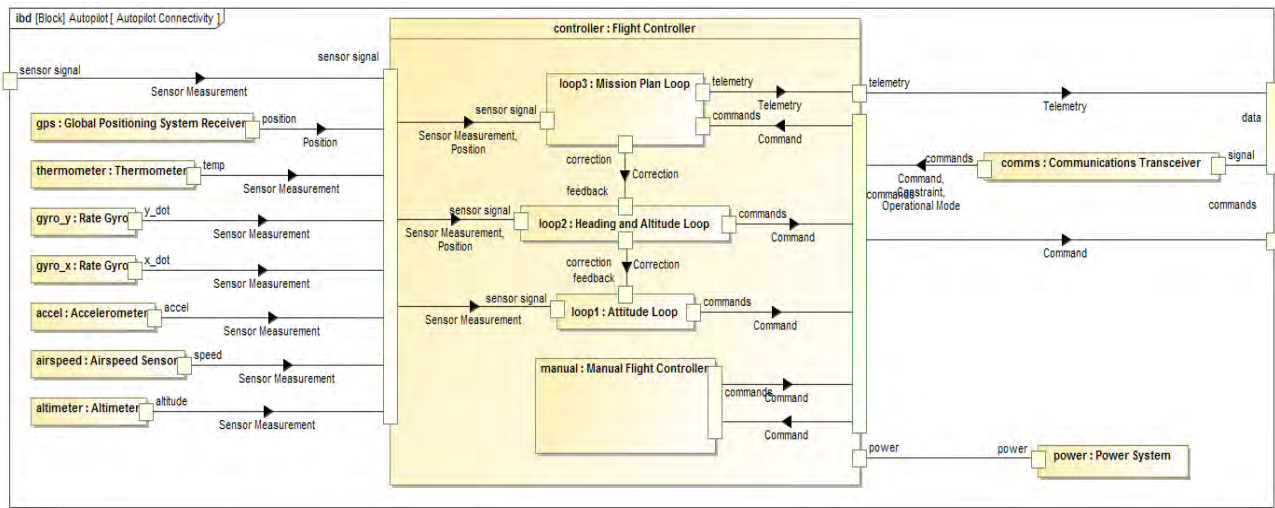 ibd [Block] Autopilot [ Autopilot Connectivity ]
controller : Flight Controller
sensor signal
sensor signal
Sensor Measurement
gps : Global Positioning System Receiver
position
Position
thermometer : Thermometer
temp
Sensor Measurement
gyro_y : Rate Gyro
y_dot
Sensor Measurement
gyro_x : Rate Gyro
x_dot
Sensor Measurement
accel : Accelerometer
accel
Sensor Measurement
airspeed : Airspeed Sensor
speed
Sensor Measurement
altimeter : Altimeter
altitude
Sensor Measurement
loop3 : Mission Plan Loop
sensor signal
Sensor Measurement,
Position
telemetry
Telemetry
commands
Command
correction
Correction
feedback
sensor signal
Sensor Measurement,
Position
loop2 : Heading and Altitude Loop
commands
Command
correction
Correction
feedback
sensor signal
Sensor Measurement
loop1 : Attitude Loop
commands
Command
manual : Manual Flight Controller
commands
Command
Command
telemetry
Telemetry
data
commands
Command,
Constraint,
Operational Mode
commands
comms : Communications Transceiver
signal
commands
Command
power
power
power : Power System